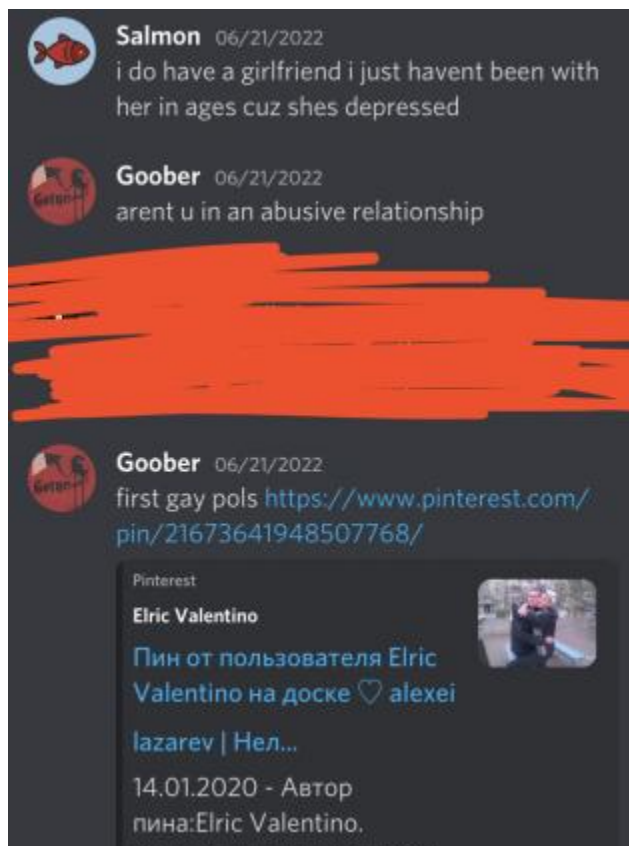 Salmon 06/21/2022
i do have a girlfriend i just havent been with
her in ages cuz shes depressed
Goober 06/21/2022
arent u in an abusive relationship
Goober 06/21/2022
first gay pols https://www.pinterest.com/
pin/21673641948507768/
Pinterest
Elric Valentino
Пин от пользователя Elric
Valentino на доске ♡ alexei
lazarev | Нел...
14.01.2020 - Автор
пина:Elric Valentino.